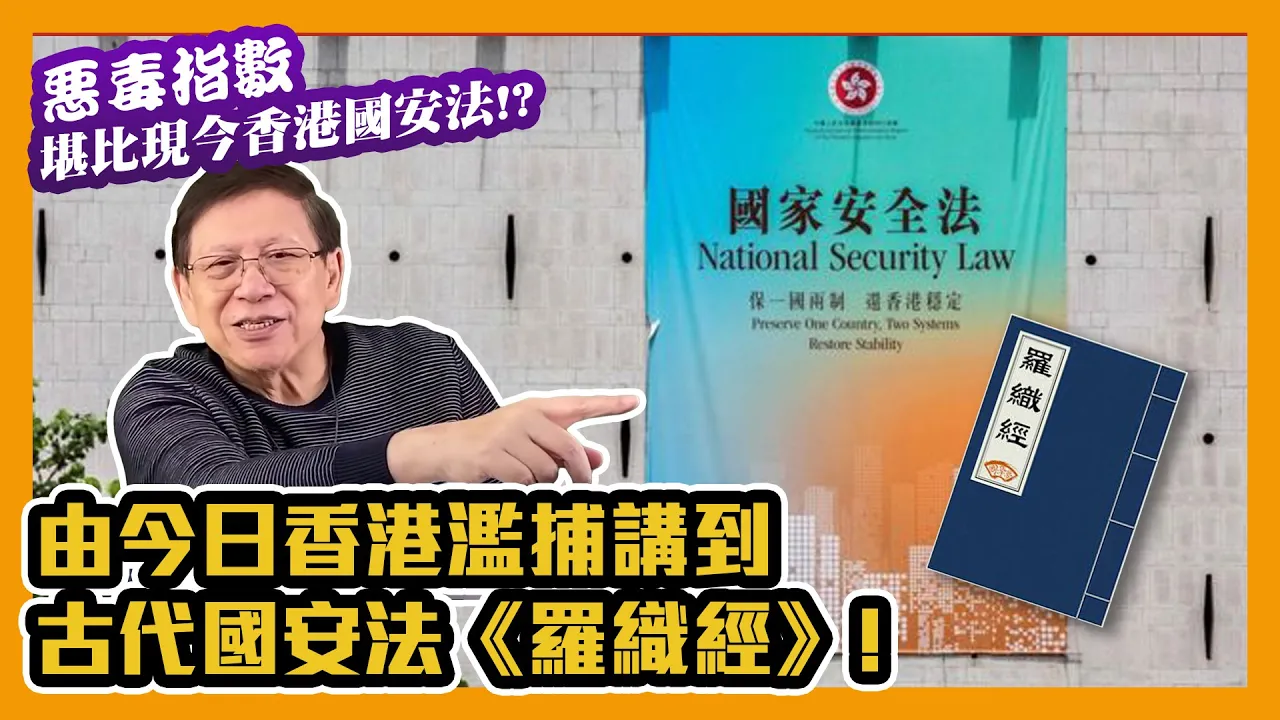 惡毒指數
堪比現今香港國安法!?
國家安全法
National Security Law
保一國兩制 還香港穩定
Preserve One Country, Two Systems
Restore Stability
羅織經
由今日香港濫捕講到
古代國安法《羅織經》!